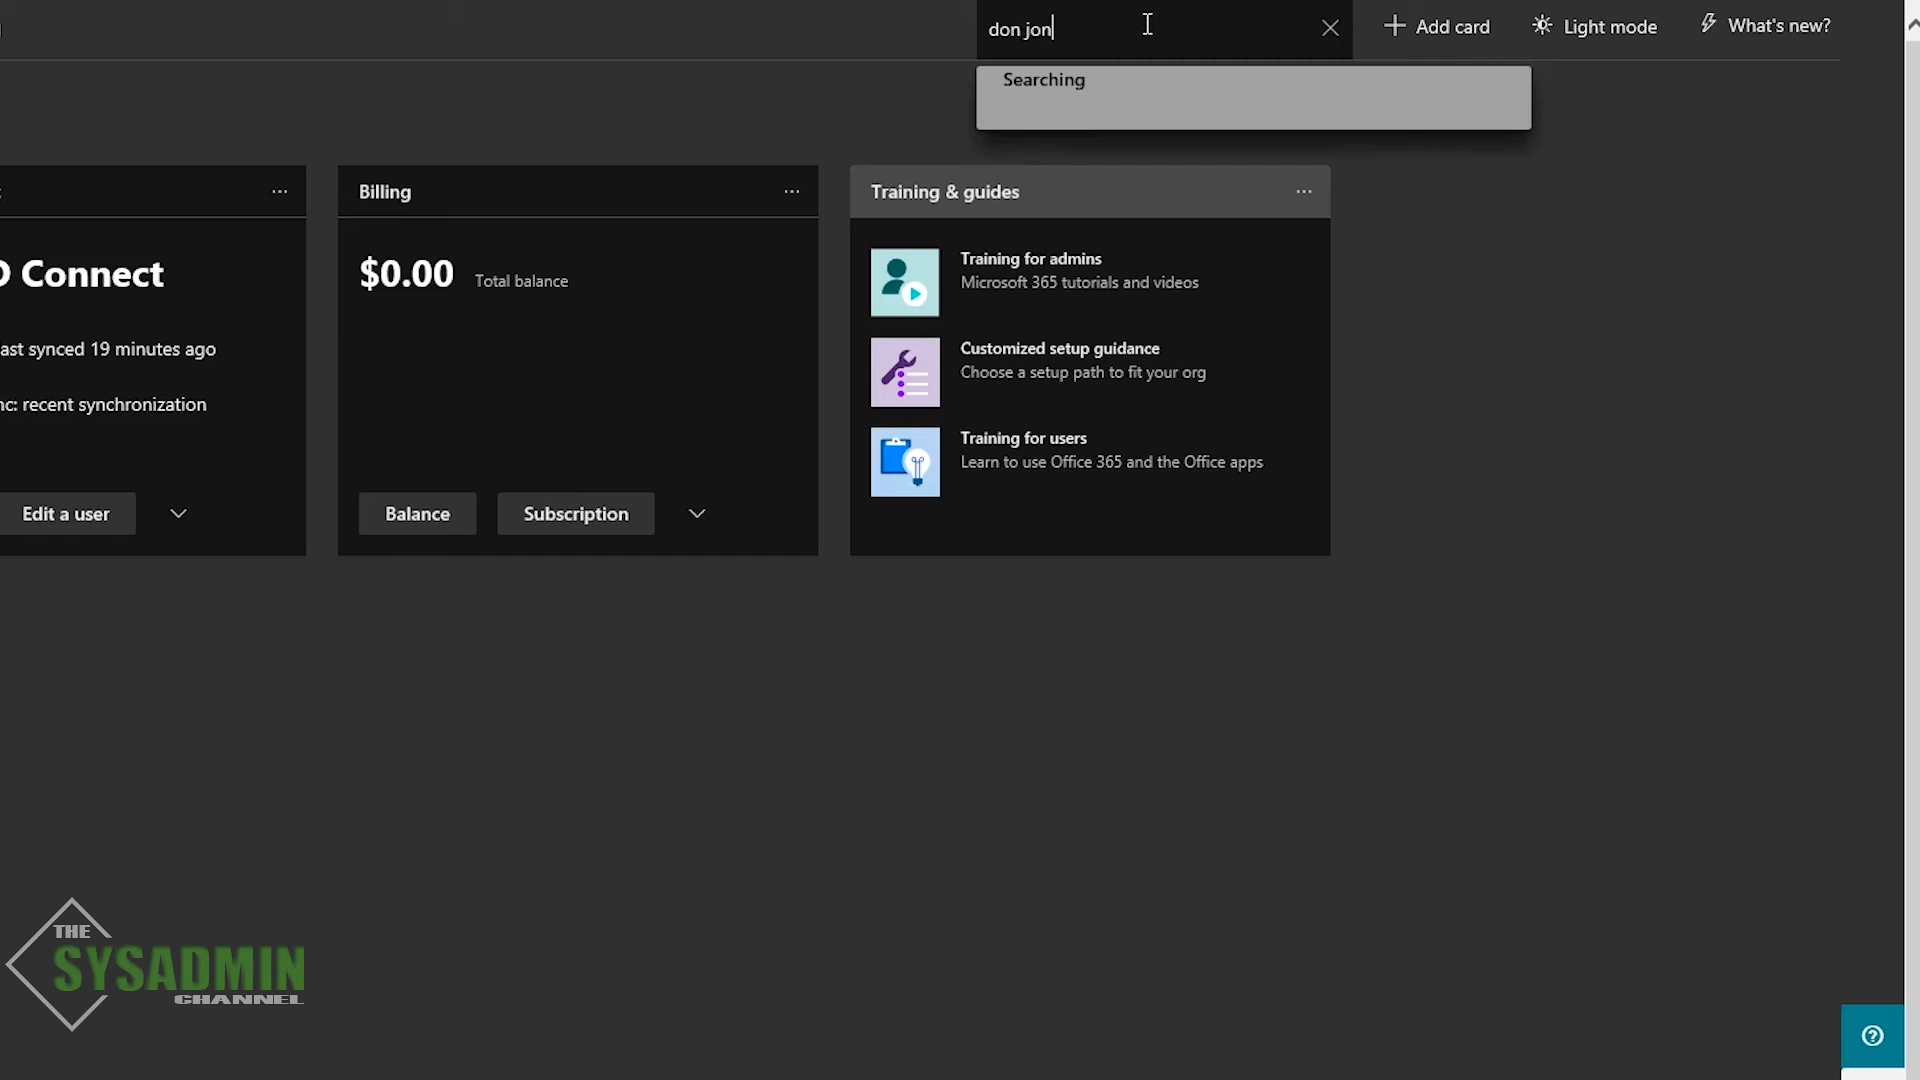 don jon
Add card
Light mode
What's new?
Searching
Billing
Training & guides
Connect
$0.00 Total balance
Training for admins
Microsoft 365 tutorials and videos
synced 19 minutes ago
Customized setup guidance
Choose a setup path to fit your org
recent synchronization
Training for users
Learn to use Office 365 and the Office apps
Edit a user
Balance
Subscription
THE
SYSADMIN
CHANNEL